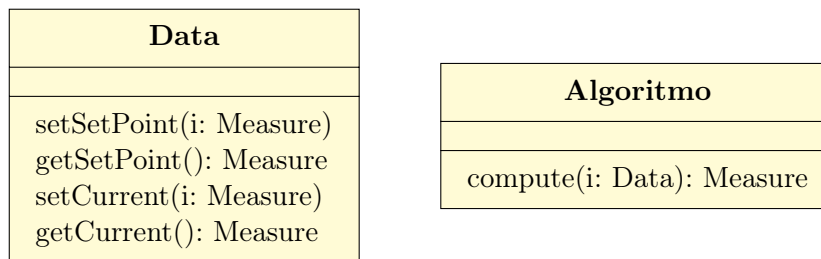 Data
setSetPoint(i: Measure)
getSetPoint(): Measure
setCurrent(i: Measure)
getCurrent(): Measure
Algoritmo
compute(i: Data): Measure